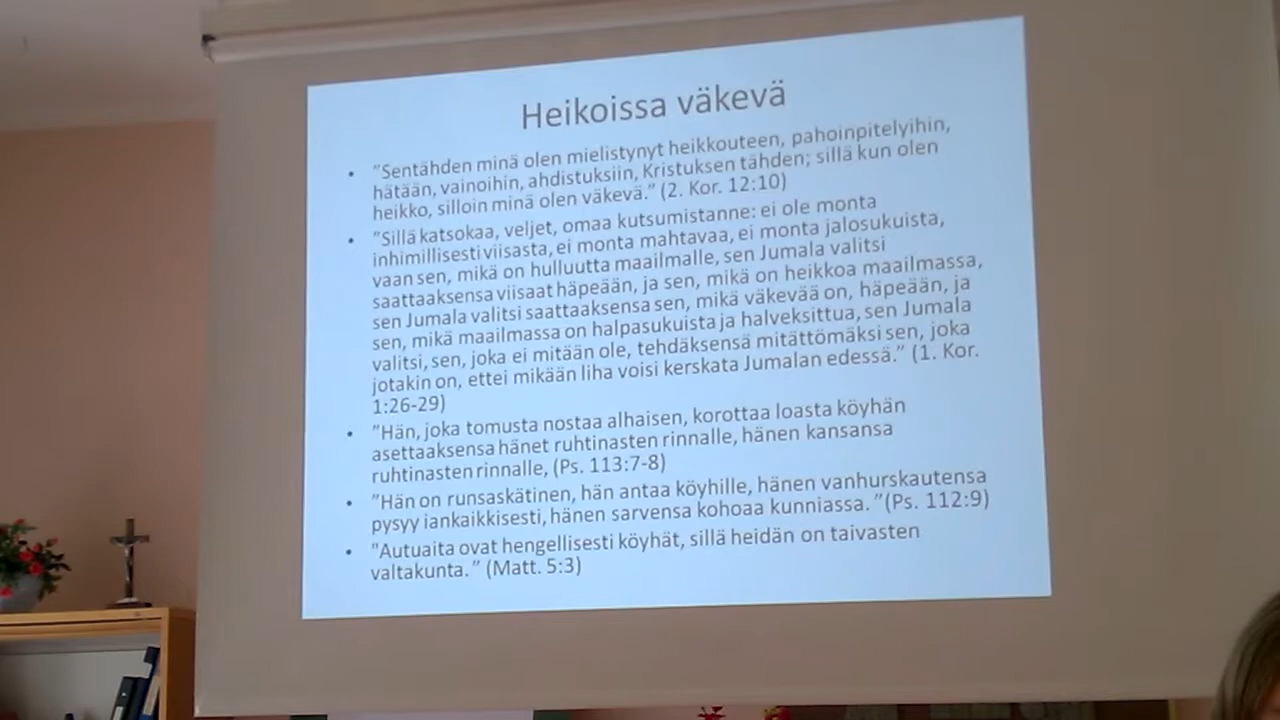 Heikoissa väkevä
• ”Sentähden minä olen mielistynyt heikkouteen, pahoinpitelyihin,
hätään, vainoihin, ahdistuksiin, Kristuksen tähden; sillä kun olen
heikko, silloin minä olen väkevä.” (2. Kor. 12:10)
• ”Sillä katsokaa, veljet, omaa kutsumistanne: ei ole monta
inhimillisesti viisasta, ei monta mahtavaa, ei monta jalosukuista,
vaan sen, mikä on hulluutta maailmalle, sen Jumala valitsi
saattaaksensa viisaat häpeään, ja sen, mikä on heikkoa maailmassa,
sen Jumala valitsi saattaaksensa sen, mikä väkevää on, häpeään, ja
sen, mikä maailmassa on halpasukuista ja halveksittua, sen Jumala
valitsi, sen, joka ei mitään ole, tehdäksensä mitättömäksi sen, joka
jotakin on, ettei mikään liha voisi kerskata Jumalan edessä.” (1. Kor.
1:26-29)
• ”Hän, joka tomusta nostaa alhaisen, korottaa loasta köyhän
asettaaksensa hänet ruhtinasten rinnalle, hänen kansansa
ruhtinasten rinnalle, (Ps. 113:7-8)
• ”Hän on runsaskätinen, hän antaa köyhille, hänen vanhurskautensa
pysyy iankaikkisesti, hänen sarvensa kohoaa kunniassa. ”(Ps. 112:9)
• ”Autuaita ovat hengellisesti köyhät, sillä heidän on taivasten
valtakunta.” (Matt. 5:3)